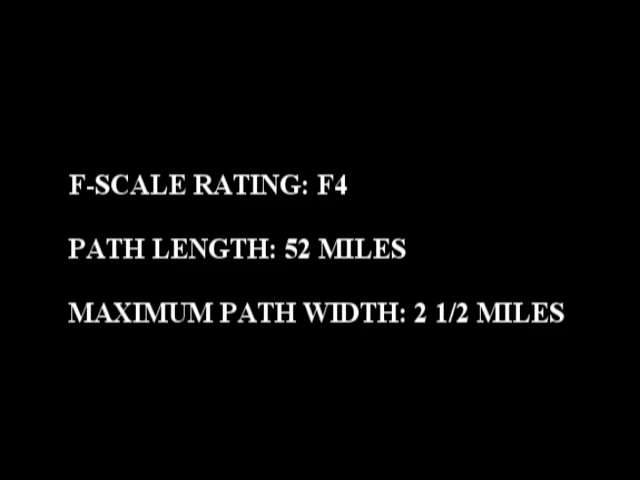 F-SCALE RATING: F4
PATH LENGTH: 52 MILES
MAXIMUM PATH WIDTH: 2 1/2 MILES